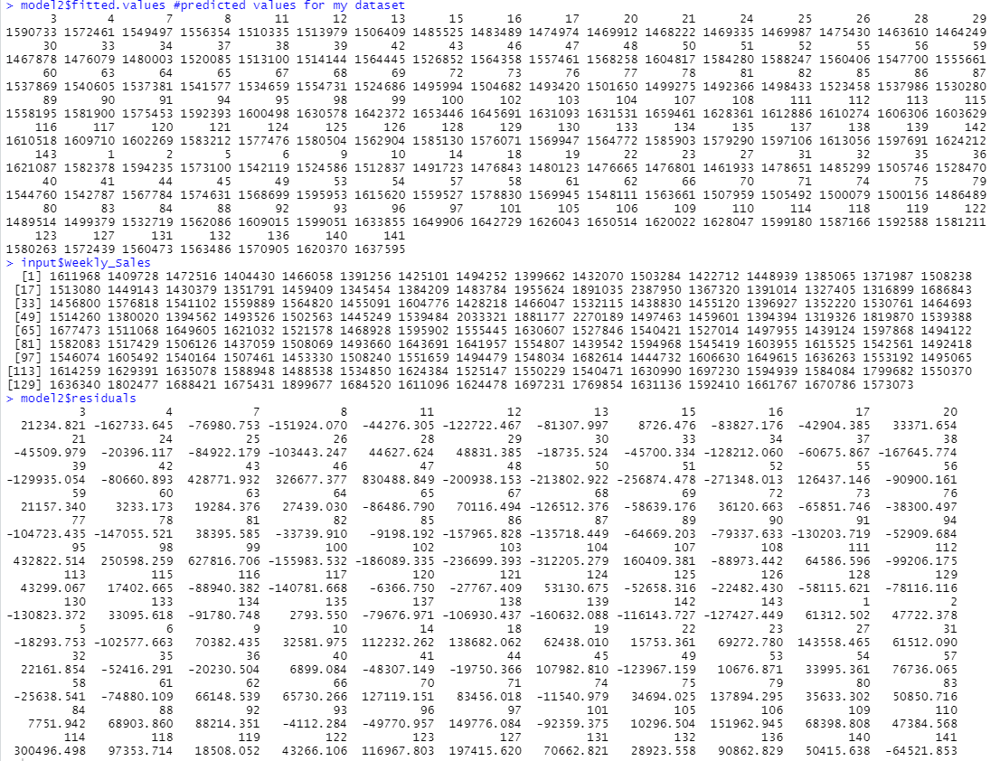 > model2$fitted.values #predicted values for my dataset
3 4 7 8 11 12 13 15 16 17 20 21 24 25 26 28 29
1590733 1572461 1549497 1556354 1510335 1513979 1506409 1485525 1483489 1474974 1469912 1468222 1469335 1469987 1475430 1463610 1464249
30 33 34 37 38 39 42 43 46 47 48 50 51 52 55 56 59
1467878 1476079 1480003 1520085 1513100 1514144 1564445 1526852 1564358 1557461 1568258 1604817 1584280 1588247 1560406 1547700 1555661
60 63 64 65 67 68 69 72 73 76 77 78 81 82 85 86 87
1537869 1540605 1537381 1541577 1534659 1554731 1524686 1495994 1504682 1493420 1501650 1499275 1492366 1498433 1523458 1537986 1530280
89 90 91 94 95 98 99 100 102 103 104 107 108 111 112 113 115
1558195 1581900 1575453 1592393 1600498 1630578 1642372 1653446 1645691 1631093 1631531 1659461 1628361 1612886 1610274 1606306 1603629
116 117 120 121 124 125 126 128 129 130 133 134 135 137 138 139 142
1610518 1609710 1602269 1583212 1577476 1580504 1562904 1585130 1576071 1569947 1564772 1585903 1579290 1597106 1613056 1597691 1624212
143 1 2 5 6 9 10 14 18 19 22 23 27 31 32 35 36
1621087 1582378 1594235 1573100 1542119 1524586 1512837 1491723 1476843 1480123 1476665 1476801 1461933 1478651 1485299 1505746 1528470
40 41 44 45 49 53 54 57 58 61 62 66 70 71 74 75 79
1544760 1542787 1567784 1574631 1568699 1595953 1615620 1559527 1578830 1569945 1548111 1563661 1507959 1505492 1500079 1500156 1486489
80 83 84 88 92 93 96 97 101 105 106 109 110 114 118 119 122
1489514 1499379 1532719 1562086 1609015 1599051 1633855 1649906 1642729 1626043 1650514 1620022 1628047 1599180 1587166 1592588 1581211
123 127 131 132 136 140 141
1580263 1572439 1560473 1563486 1570905 1620370 1637595
> input$Weekly_Sales
[1] 1611968 1409728 1472516 1404430 1466058 1391256 1425101 1494252 1399662 1432070 1503284 1422712 1448939 1385065 1371987 1508238
[17] 1513080 1449143 1430379 1351791 1459409 1345454 1384209 1483784 1955624 1891035 2387950 1367320 1391014 1327405 1316899 1686843
[33] 1456800 1576818 1541102 1559889 1564820 1455091 1604776 1428218 1466047 1532115 1438830 1455120 1396927 1352220 1530761 1464693
[49] 1514260 1380020 1394562 1493526 1502563 1445249 1539484 2033321 1881177 2270189 1497463 1459601 1394394 1319326 1819870 1539388
[65] 1677473 1511068 1649605 1621032 1521578 1468928 1595902 1555445 1630607 1527846 1540421 1527014 1497955 1439124 1597868 1494122
[81] 1582083 1517429 1506126 1437059 1508069 1493660 1643691 1641957 1554807 1439542 1594968 1545419 1603955 1615525 1542561 1492418
[97] 1546074 1605492 1540164 1507461 1453330 1508240 1551659 1494479 1548034 1682614 1444732 1606630 1649615 1636263 1553192 1495065
[113] 1614259 1629391 1635078 1588948 1488538 1534850 1624384 1525147 1550229 1540471 1630990 1697230 1594939 1584084 1799682 1550370
[129] 1636340 1802477 1688421 1675431 1899677 1684520 1611096 1624478 1697231 1769854 1631136 1592410 1661767 1670786 1573073
> model2$residuals
3 4 7 8 11 12 13 15 16 17 20
21234.821 -162733.645 -76980.753 -151924.070 -44276.305 -122722.467 -81307.997 8726.476 -83827.176 -42904.385 33371.654
21 24 25 26 28 29 30 33 34 37 38
-45509.979 -20396.117 -84922.179 -103443.247 44627.624 48831.385 -18735.524 -45700.334 -128212.060 -60675.867 -167645.774
39 42 43 46 47 48 50 51 52 55 56
-129935.054 -80660.893 428771.932 326677.377 830488.849 -200938.153 -213802.922 -256874.478 -271348.013 126437.146 -90900.161
59 60 63 64 65 67 68 69 72 73 76
21157.340 3233.173 19284.376 27439.030 -86486.790 70116.494 -126512.376 -58639.176 36120.663 -65851.746 -38300.497
77 78 81 82 85 86 87 89 90 91 94
-104723.435 -147055.521 38395.585 -33739.910 -9198.192 -157965.828 -135718.449 -64669.203 -79337.633 -130203.719 -52909.684
95 98 99 100 102 103 104 107 108 111 112
432822.514 250598.259 627816.706 -155983.532 -186089.335 -236699.393 -312205.279 160409.381 -88973.442 64586.596 -99206.175
113 115 116 117 120 121 124 125 126 128 129
43299.067 17402.665 -88940.382 -140781.668 -6366.750 -27767.409 53130.675 -52658.316 -22482.430 -58115.621 -78116.116
130 133 134 135 137 138 139 142 143 1 2
-130823.372 33095.618 -91780.748 2793.550 -79676.971 -106930.437 -160632.088 -116143.727 -127427.449 61312.502 47722.378
5 6 9 10 14 18 19 22 23 27 31
-18293.753 -102577.663 70382.435 32581.975 112232.262 138682.062 62438.010 15753.361 69272.780 143558.465 61512.090
32 35 36 40 41 44 45 49 53 54 57
22161.854 -52416.291 -20230.504 6899.084 -48307.149 -19750.366 107982.810 -123967.159 10676.871 33995.361 76736.065
58 61 62 66 70 71 74 75 79 80 83
-25638.541 -74880.109 66148.539 65730.266 127119.151 83456.018 -11540.979 34694.025 137894.295 35633.302 50850.716
84 88 92 93 96 97 101 105 106 109 110
7751.942 68903.860 88214.351 -4112.284 -49770.957 149776.084 -92359.375 10296.504 151962.945 68398.808 47384.568
114 118 119 122 123 127 131 132 136 140 141
300496.498 97353.714 18508.052 43266.106 116967.803 197415.620 70662.821 28923.558 90862.829 50415.638 -64521.853